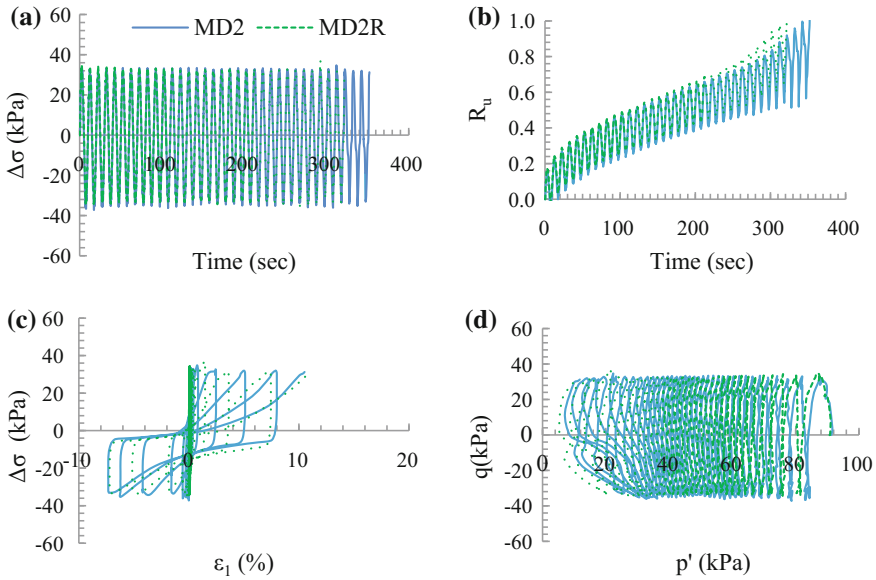 (a)
MD2 MD2R
60
40
20
0
-20
-40
-60
0 100 200 300 400
Δσ (kPa)
Time (sec)
(b)
1.0
0.8
0.6
0.4
0.2
0.0
0 100 200 300 400
R_u
Time (sec)
(c)
60
40
20
0
-20
-40
-60
-10 0 10 20
Δσ (kPa)
ε_1 (%)
(d)
60
40
20
0
-20
-40
-60
0 20 40 60 80 100
q(kPa)
p' (kPa)